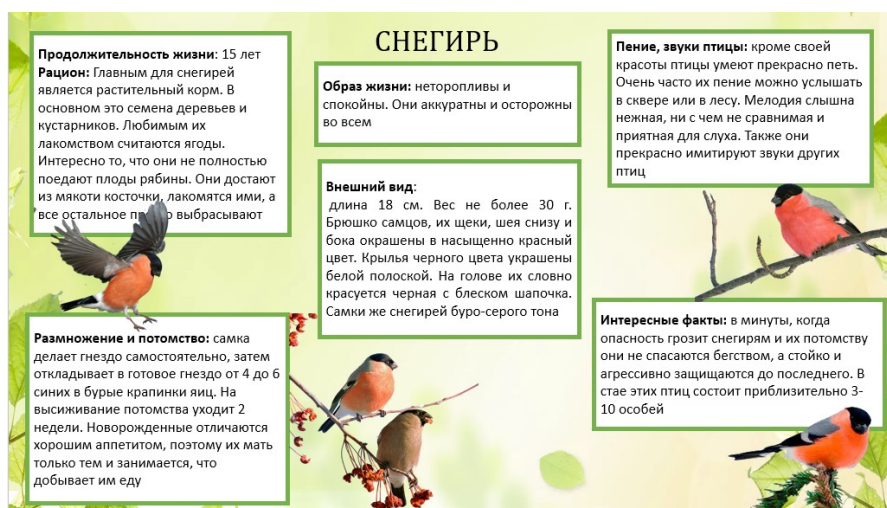 СНЕГИРЬ
Продолжительность жизни: 15 лет
Рацион: Главным для снегирей
является растительный корм. В
основном это семена деревьев и
кустарников. Любимым их
лакомством считаются ягоды.
Интересно то, что они не полностью
поедают плоды рябины. Они достают
из мякоти косточки, лакомятся ими, а
все остальное выбрасывают
Образ жизни: неторопливы и
спокойны. Они аккуратны и осторожны
во всем
Пение, звуки птицы: кроме своей
красоты птицы умеют прекрасно петь.
Очень часто их пение можно услышать
в сквере или в лесу. Мелодия слышна
нежная, ни с чем не сравнимая и
приятная для слуха. Также они
прекрасно имитируют звуки других
птиц
Внешний вид:
длина 18 см. Вес не более 30 г.
Брюшко самцов, их щеки, шея снизу и
бока окрашены в насыщенно красный
цвет. Крылья черного цвета украшены
белой полоской. На голове их словно
красуется черная с блеском шапочка.
Самки же снегирей буро-серого тона
Размножение и потомство: самка
делает гнездо самостоятельно, затем
откладывает в готовое гнездо от 4 до 6
синих в бурые крапинки яиц. На
высиживание потомства уходит 2
недели. Новорожденные отличаются
хорошим аппетитом, поэтому их мать
только тем и занимается, что
добывает им еду
Интересные факты: в минуты, когда
опасность грозит снегирям и их потомству
они не спасаются бегством, а стойко и
агрессивно защищаются до последнего. В
стае этих птиц состоит приблизительно 3-
10 особей